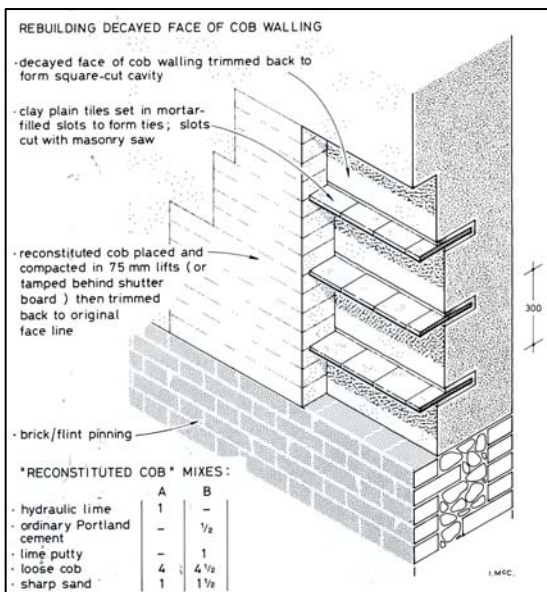 REBUILDING DECAYED FACE OF COB WALLING
· decayed face of cob walling trimmed back to
form square-cut cavity
· clay plain tiles set in mortar-
filled slots to form ties; slots
cut with masonry saw
· reconstituted cob placed and
compacted in 75 mm lifts (or
tamped behind shutter
board) then trimmed
back to original
face line
300
· brick/flint pinning
"RECONSTITUTED COB" MIXES:
A B
· hydraulic lime 1 –
· ordinary Portland
cement – 1/2
· lime putty – 1
· loose cob 4 4 1/2
· sharp sand 1 1 1/2
I.McC.